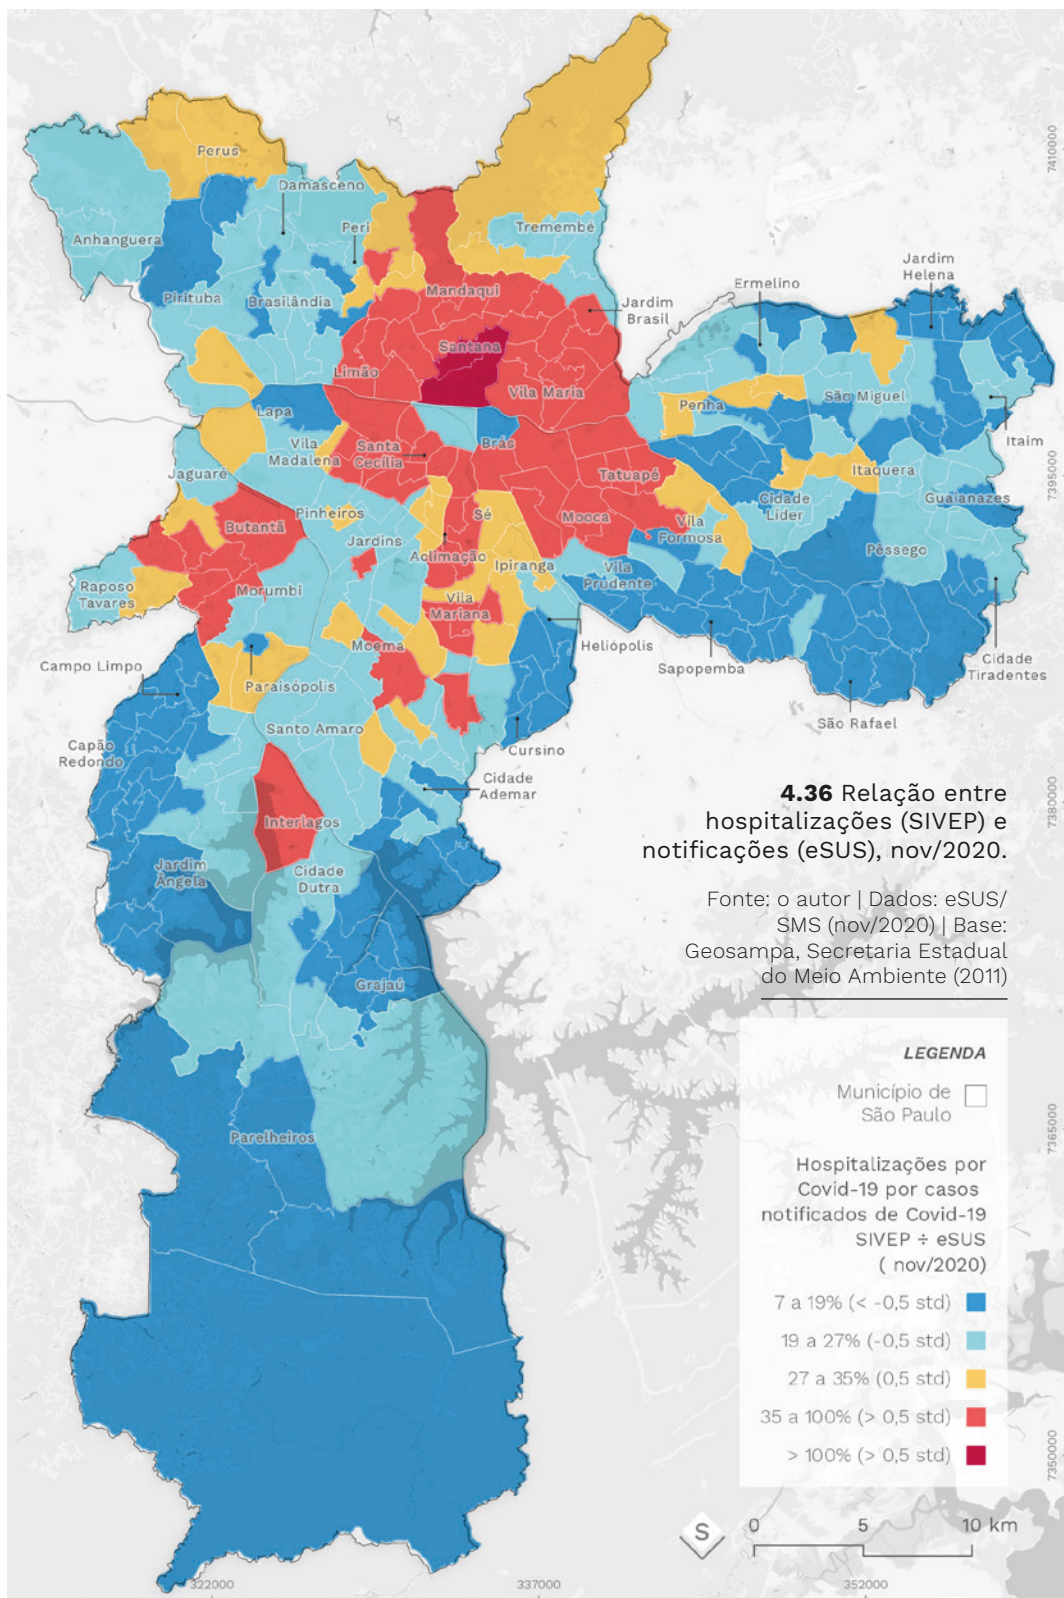 Perus
Damasceno
Anhanguera
Peri
Tremembé
Pirituba
Brasilândia
Mandaqui
Jardim
Brasil
Ermelino
Jardim
Helena
Santana
Limão
Vila Maria
Lapa
Vila
Madalena
Santa
Cecília
Brás
Penha
São Miguel
Itaim
Jaguaré
Tatuapé
Itaquera
Butantã
Pinheiros
Jardins
Sé
Mooca
Vila
Formosa
Cidade
Líder
Guaianazes
Aclimação
Ipiranga
Vila
Prudente
Pêssego
Raposo
Tavares
Morumbi
Vila
Mariana
Moema
Heliópolis
Sapopemba
Cidade
Tiradentes
Campo Limpo
Paraisópolis
São Rafael
Santo Amaro
Capão
Redondo
Cursino
Cidade
Ademar
Interlagos
Jardim
Ângela
Cidade
Dutra
Grajaú
Parelheiros
4.36 Relação entre
hospitalizações (SIVEP) e
notificações (eSUS), nov/2020.
Fonte: o autor | Dados: eSUS/
SMS (nov/2020) | Base:
Geosampa, Secretaria Estadual
do Meio Ambiente (2011)
LEGENDA
Município de
São Paulo
Hospitalizações por
Covid-19 por casos
notificados de Covid-19
SIVEP ÷ eSUS
( nov/2020)
7 a 19% (< -0,5 std)
19 a 27% (-0,5 std)
27 a 35% (0,5 std)
35 a 100% (> 0,5 std)
> 100% (> 0,5 std)
S
0 5 10 km
322000 337000 352000
7410000
7395000
7380000
7365000
7350000